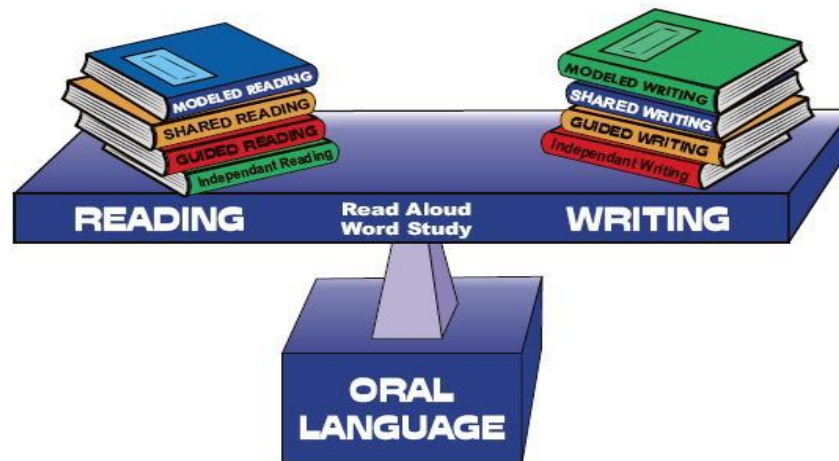 MODELED READING
SHARED READING
GUIDED READING
Independant Reading
MODELED WRITING
SHARED WRITING
GUIDED WRITING
Independant Writing
READING
Read Aloud
Word Study
WRITING
ORAL
LANGUAGE